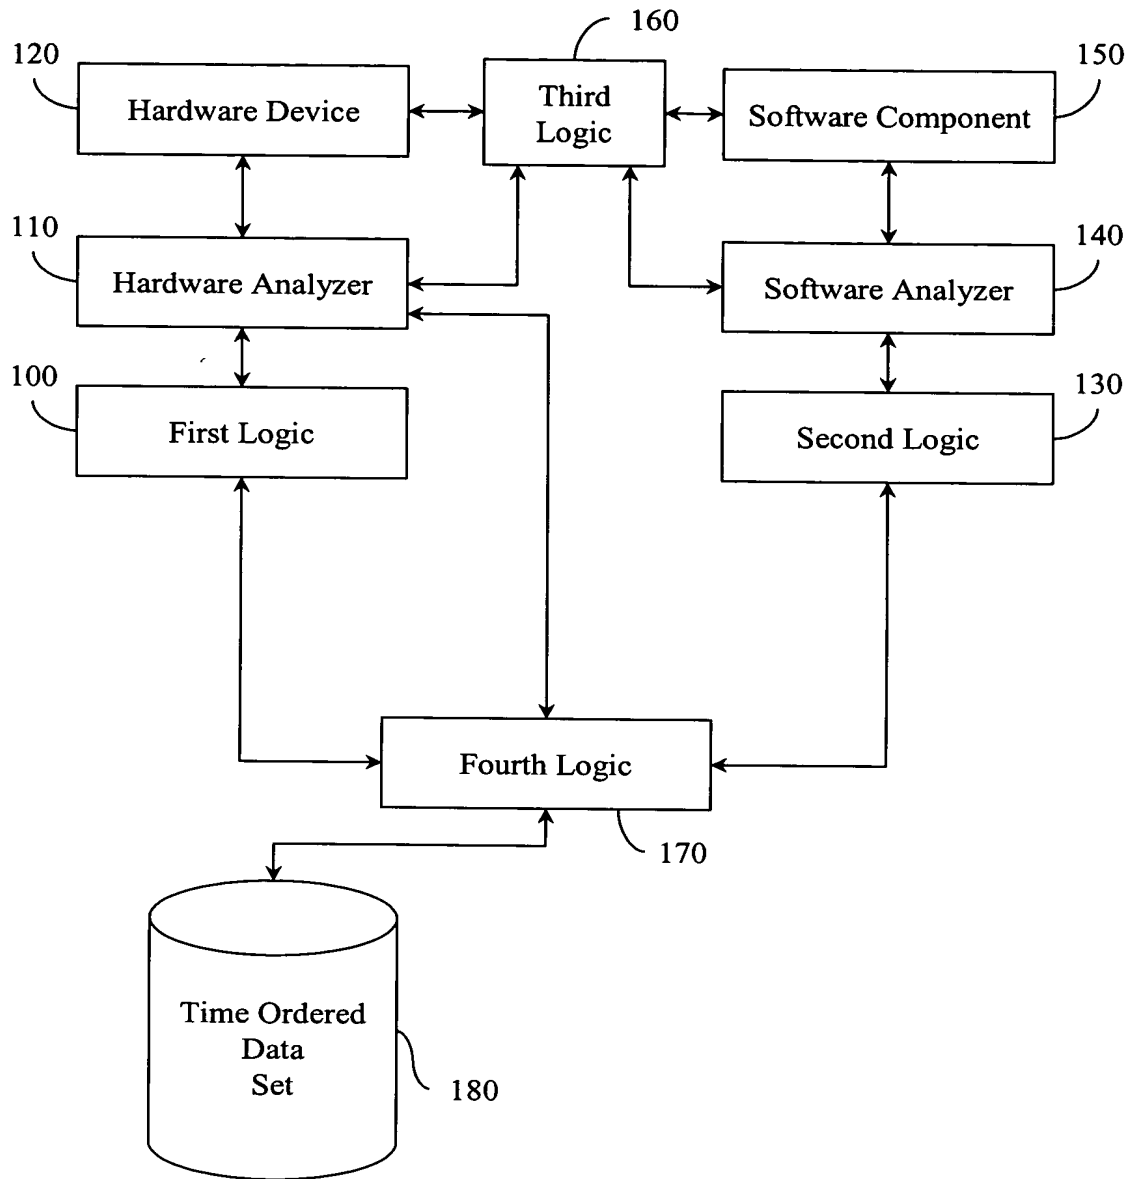 160
120
150
Hardware Device
Third
Logic
Software Component
110
140
Hardware Analyzer
Software Analyzer
100
130
First Logic
Second Logic
Fourth Logic
170
Time Ordered
Data
Set
180